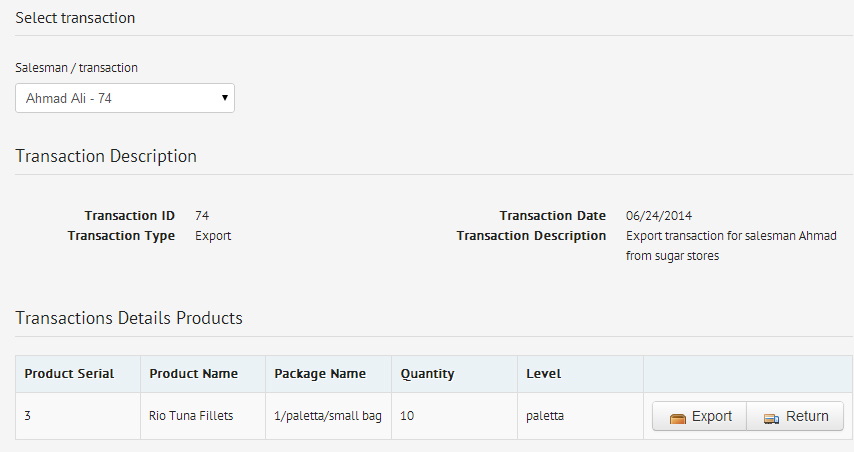 Select transaction
Salesman / transaction
Ahmad Ali - 74
Transaction Description
Transaction ID 74
Transaction Type Export
Transaction Date 06/24/2014
Transaction Description Export transaction for salesman Ahmad
from sugar stores
Transactions Details Products
Product Serial Product Name Package Name Quantity Level
3 Rio Tuna Fillets 1/paletta/small bag 10 paletta Export Return